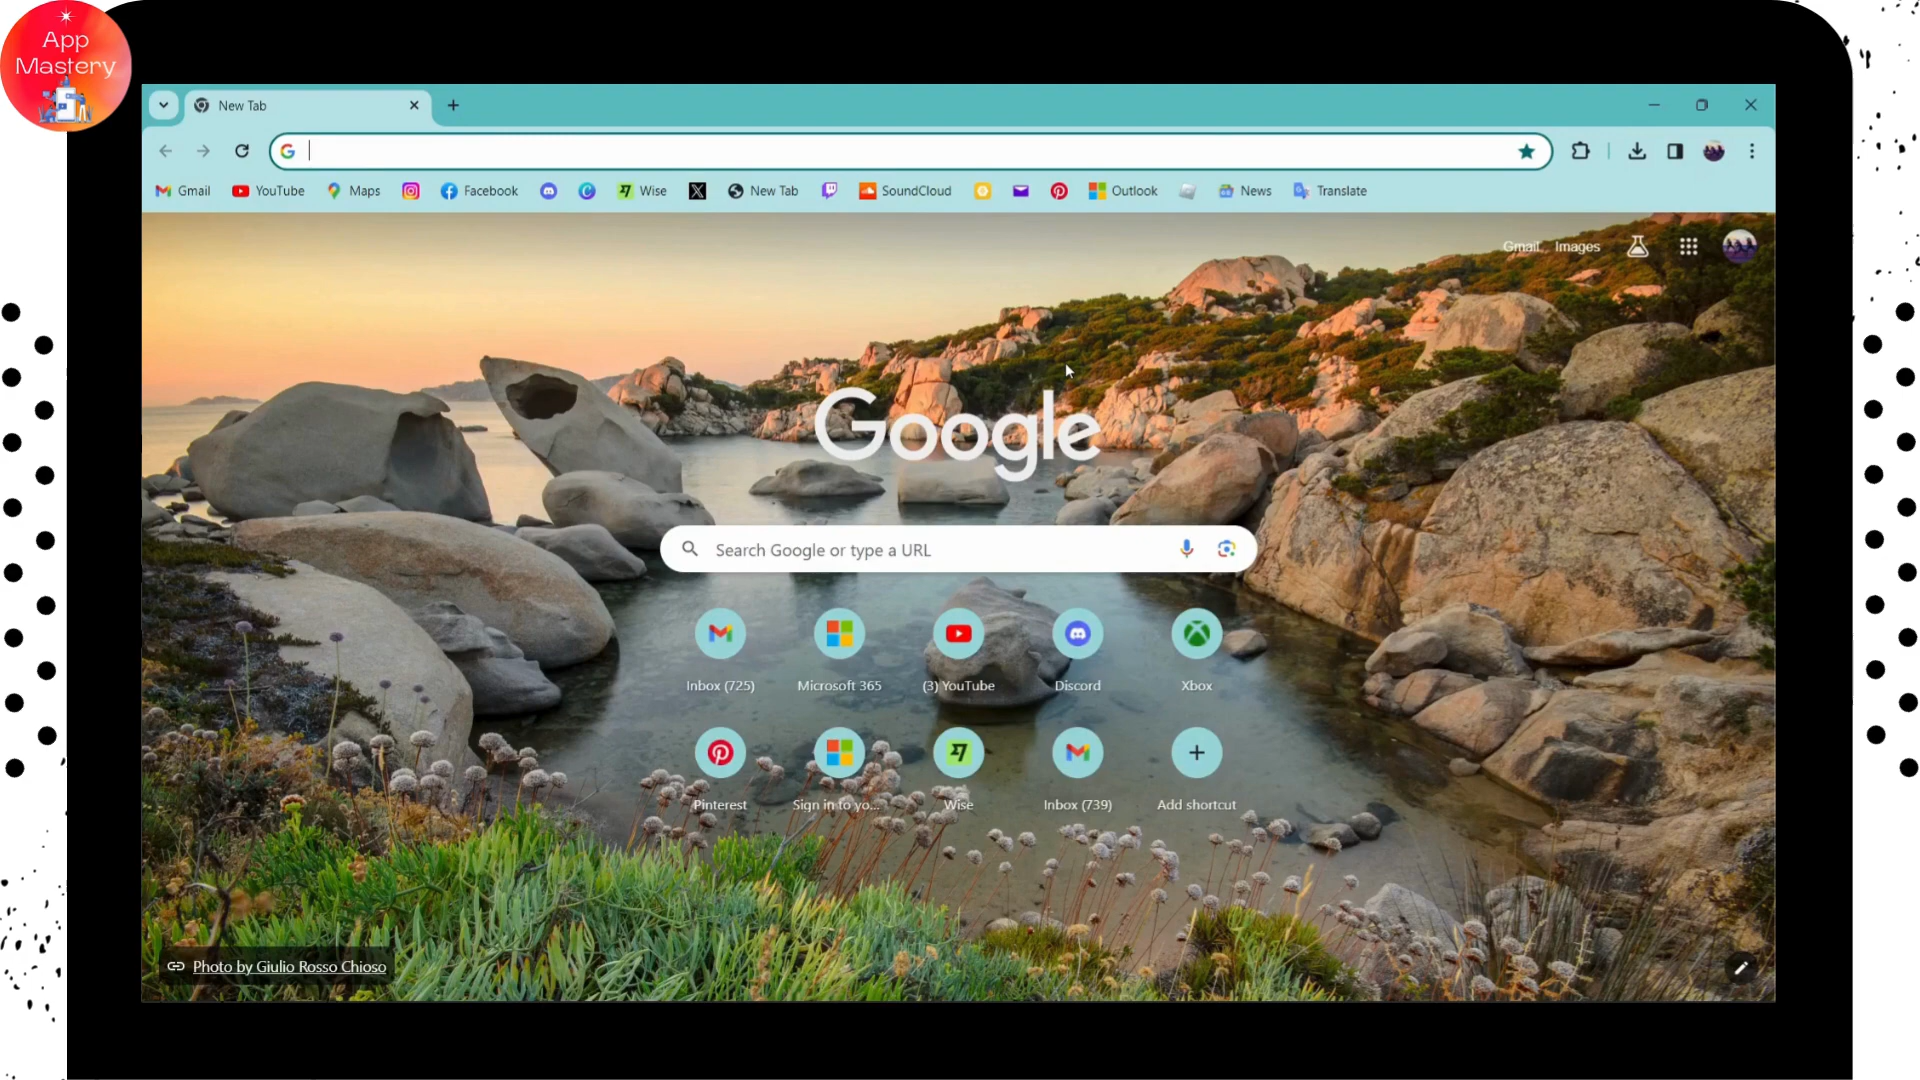 App
Mastery
New Tab
Gmail
YouTube
Maps
Facebook
Wise
New Tab
SoundCloud
Outlook
News
Translate
Gmail
Images
Google
Search Google or type a URL
Inbox (725)
Microsoft 365
(3) YouTube
Discord
Xbox
Pinterest
Sign in to yo...
Wise
Inbox (739)
Add shortcut
Photo by Giulio Rosso Chioso